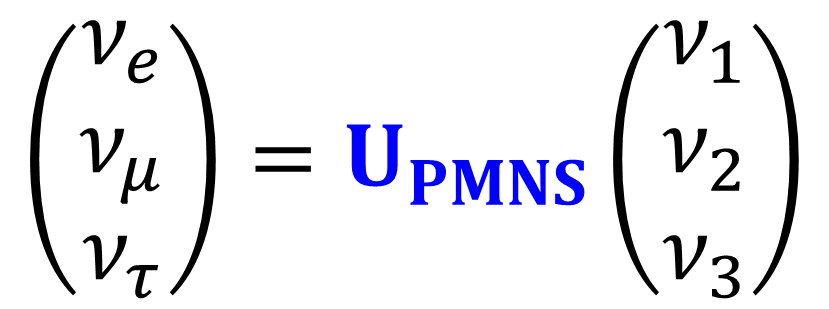 (ν_e ν_μ ν_τ) = U_PMNS (ν_1 ν_2 ν_3)